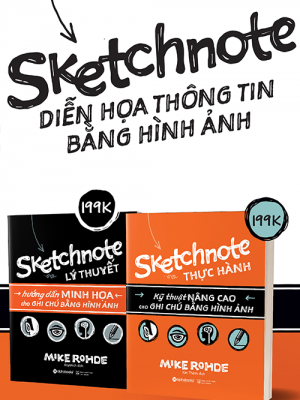 Sketchnote
DIỄN HỌA THÔNG TIN
BẰNG HÌNH ẢNH
199K
199K
Sketchnote
LÝ THUYẾT
hướng dẫn MINH HỌA
cho GHI CHÚ BẰNG HÌNH ẢNH
MIKE ROHDE
Sketchnote
THỰC HÀNH
Kỹ thuật NÂNG CAO
cho GHI CHÚ BẰNG HÌNH ẢNH
MIKE ROHDE